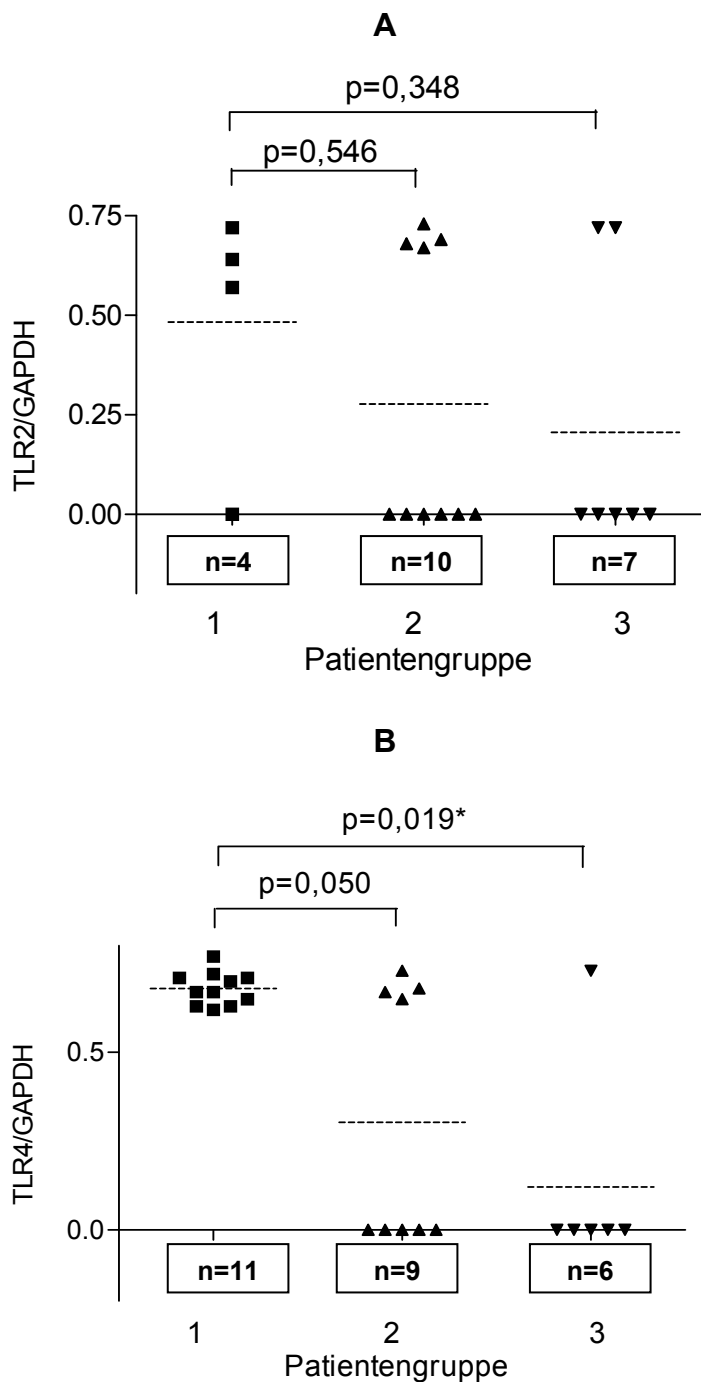 A
p=0,348
p=0,546
0.75
0.50
0.25
0.00
TLR2/GAPDH
n=4 n=10 n=7
1 2 3
Patientengruppe
B
p=0,019*
p=0,050
0.5
0.0
TLR4/GAPDH
n=11 n=9 n=6
1 2 3
Patientengruppe